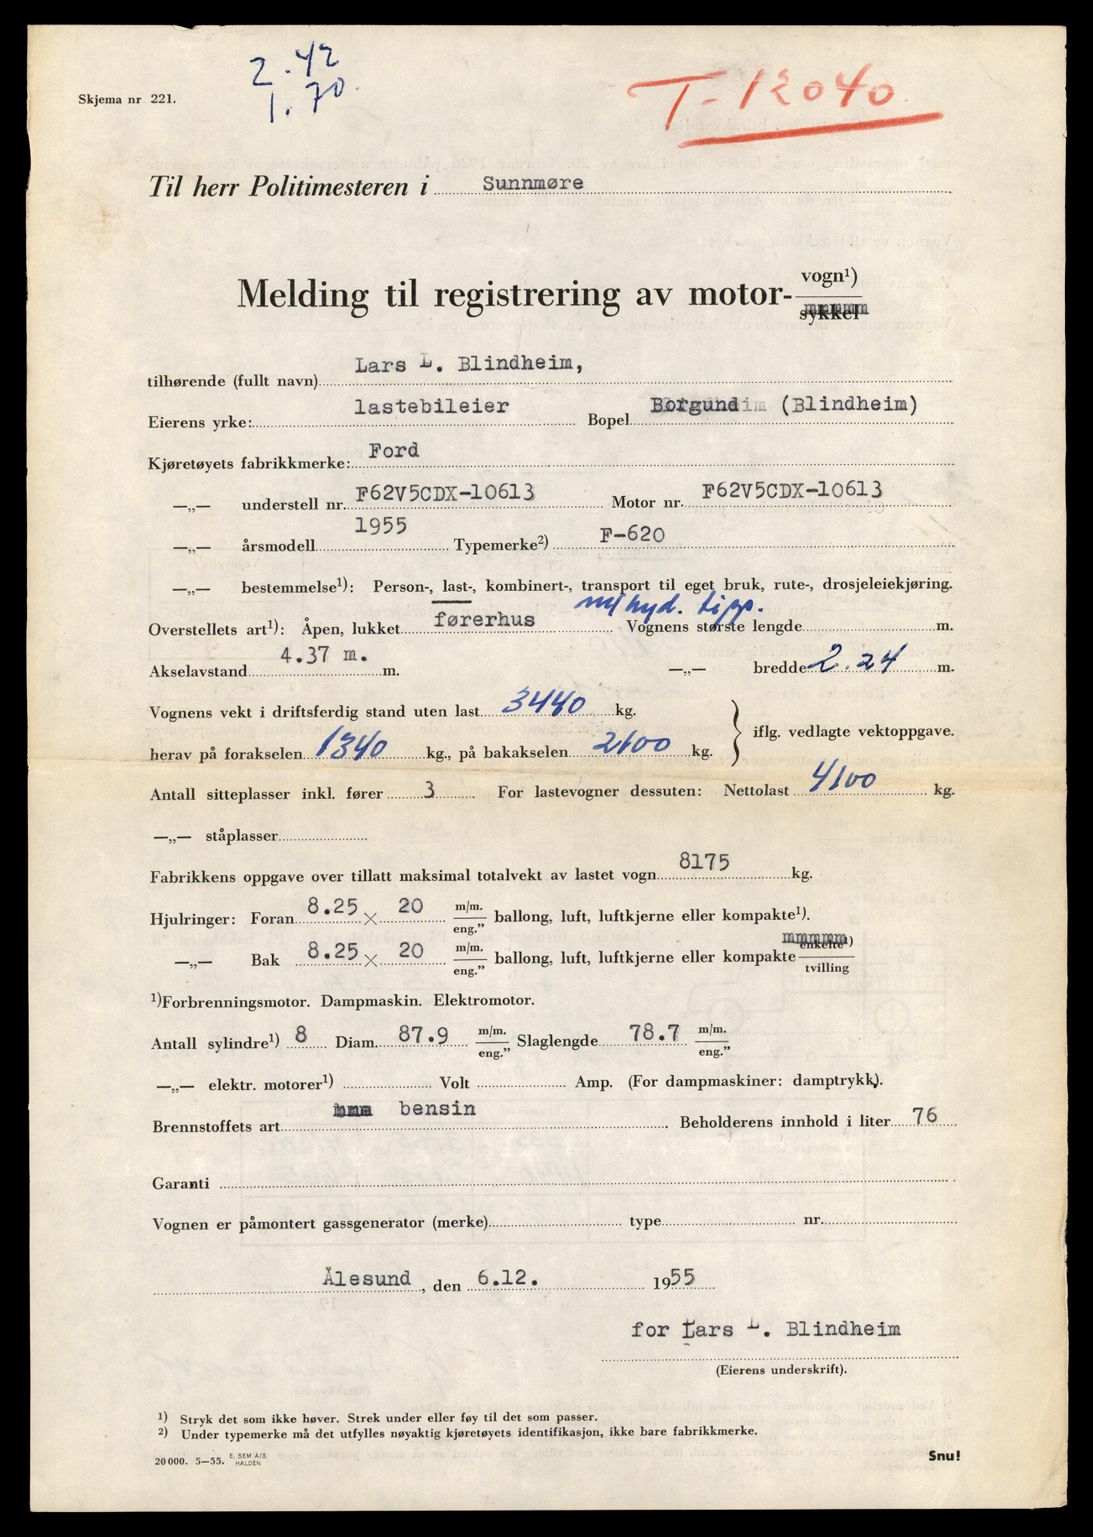 2.42
1.70
Skjema nr 221.
T-12040
Til herr Politimesteren i Sunnmøre
Melding til registrering av motor- vogn¹)
sykkel
tilhørende (fullt navn) Lars L. Blindheim,
Eierens yrke: lastebileier Bopel Borgund (Blindheim)
Kjøretøyets fabrikkmerke: Ford
—„— understell nr. F62V5CDX-10613 Motor nr. F62V5CDX-10613
—„— årsmodell 1955 Typemerke²) F-620
—„— bestemmelse¹): Person-, last-, kombinert-, transport til eget bruk, rute-, drosjeleiekjøring.
m/ hyd. tipp.
Overstellets art¹): Åpen, lukket førerhus Vognens største lengde m.
Akselavstand 4.37 m. m. —„— bredde 2.24 m.
Vognens vekt i driftsferdig stand uten last 3440 kg.
iflg. vedlagte vektoppgave.
herav på forakselen 1340 kg., på bakakselen 2100 kg.
Antall sitteplasser inkl. fører 3 For lastevogner dessuten: Nettolast 4100 kg.
—„— ståplasser
Fabrikkens oppgave over tillatt maksimal totalvekt av lastet vogn 8175 kg.
Hjulringer: Foran 8.25 × 20 m/m. eng.” ballong, luft, luftkjerne eller kompakte¹).
—„— Bak 8.25 × 20 m/m. eng.” ballong, luft, luftkjerne eller kompakte enkelte¹) tvilling
¹)Forbrenningsmotor. Dampmaskin. Elektromotor.
Antall sylindre¹) 8 Diam. 87.9 m/m. eng.” Slaglengde 78.7 m/m. eng.”
—„— elektr. motorer¹) Volt Amp. (For dampmaskiner: damptrykk).
Brennstoffets art bensin Beholderens innhold i liter 76
Garanti
Vognen er påmontert gassgenerator (merke) type nr.
Ålesund, den 6.12. 1955
for Lars L. Blindheim
(Eierens underskrift).
¹) Stryk det som ikke høver. Strek under eller føy til det som passer.
²) Under typemerke må det utfylles nøyaktig kjøretøyets identifikasjon, ikke bare fabrikkmerke.
20 000. 5—55. E. SEM A/S HALDEN
Snu!